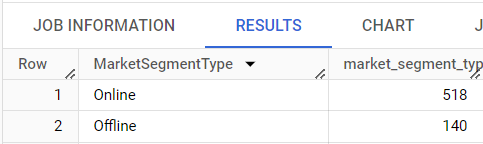 JOB INFORMATION RESULTS CHART J
Row MarketSegmentType market_segment_typ
1 Online 518
2 Offline 140